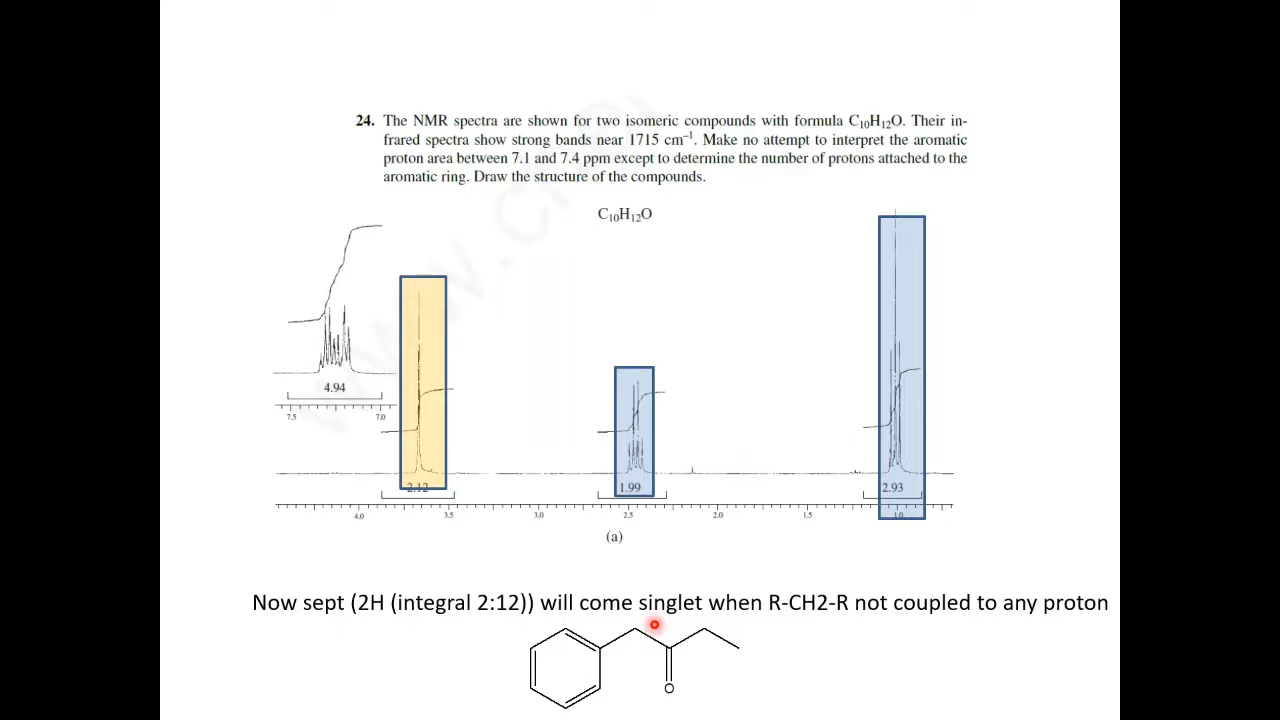 24. The NMR spectra are shown for two isomeric compounds with formula C₁₀H₁₂O. Their in-
frared spectra show strong bands near 1715 cm⁻¹. Make no attempt to interpret the aromatic
proton area between 7.1 and 7.4 ppm except to determine the number of protons attached to the
aromatic ring. Draw the structure of the compounds.
C₁₀H₁₂O
4.94
7.5 7.0
2.12 1.99 2.93
4.0 3.5 3.0 2.5 2.0 1.5 1.0
(a)
Now sept (2H (integral 2:12)) will come singlet when R-CH2-R not coupled to any proton
O